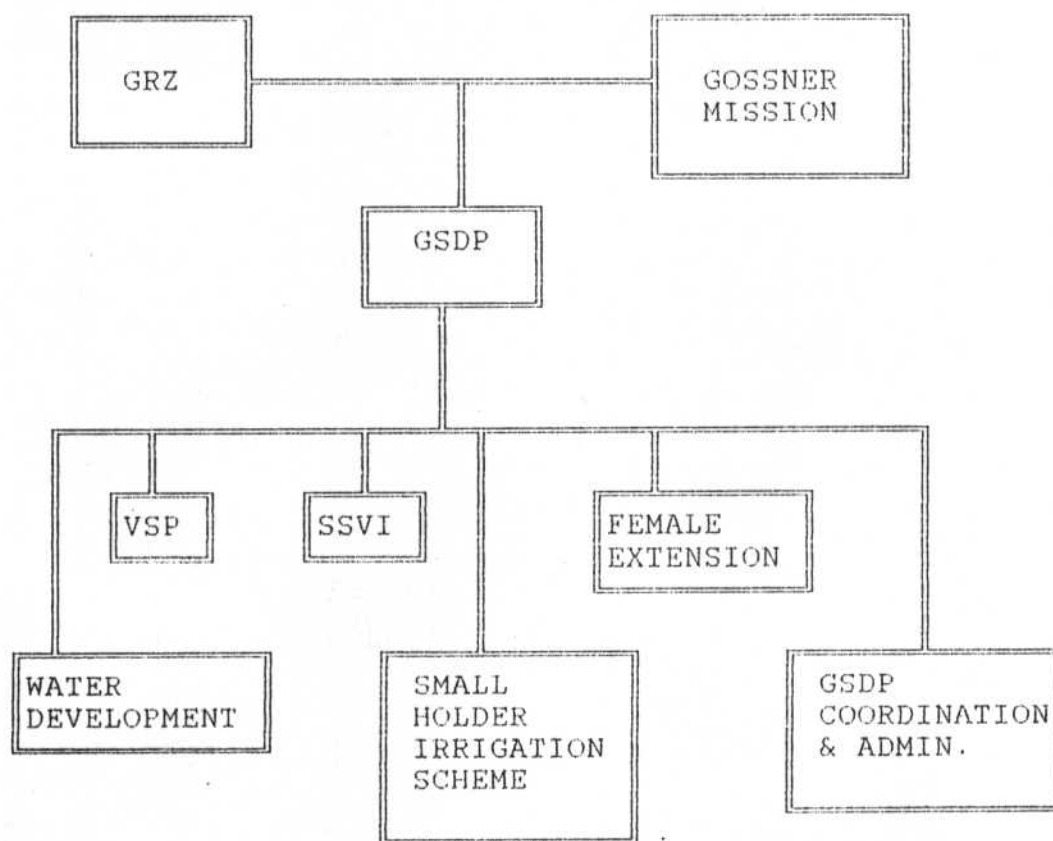 GRZ
GOSSNER
MISSION
GSDP
VSP
SSVI
FEMALE
EXTENSION
WATER
DEVELOPMENT
SMALL
HOLDER
IRRIGATION
SCHEME
GSDP
COORDINATION
& ADMIN.